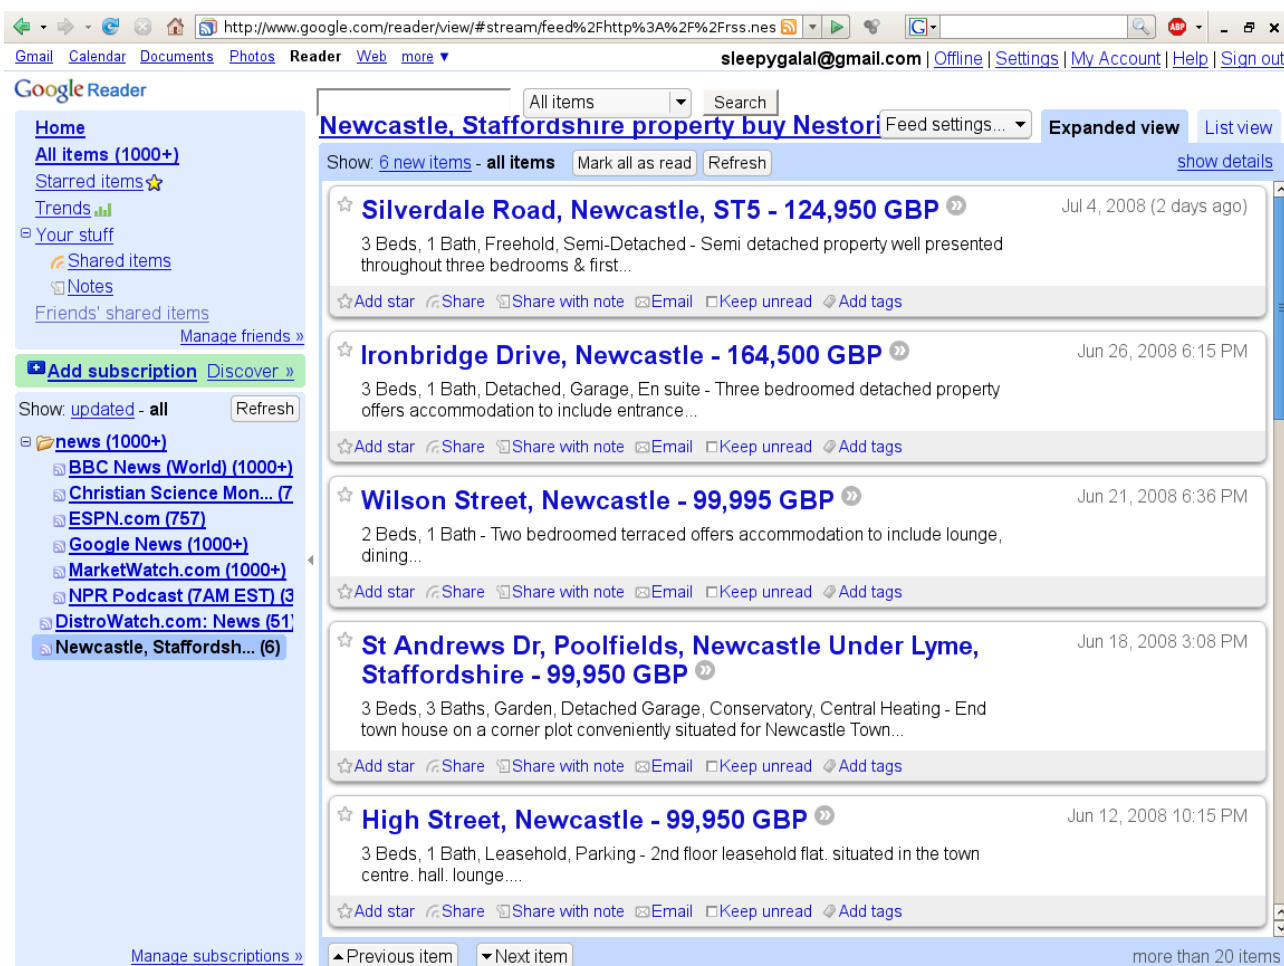 http://www.google.com/reader/view/#stream/feed%2Fhttp%3A%2F%2Frss.nes
G
ABP
Gmail Calendar Documents Photos Reader Web more ▼ sleepygalal@gmail.com | Offline | Settings | My Account | Help | Sign out
Google Reader
All items Search
Home
All items (1000+)
Starred items
Trends
Your stuff
Shared items
Notes
Friends' shared items
Manage friends »
Add subscription Discover »
Show: updated - all Refresh
news (1000+)
BBC News (World) (1000+)
Christian Science Mon... (7
ESPN.com (757)
Google News (1000+)
MarketWatch.com (1000+)
NPR Podcast (7AM EST) (3
DistroWatch.com: News (51)
Newcastle, Staffordsh... (6)
Manage subscriptions »
Newcastle, Staffordshire property buy Nestori Feed settings... Expanded view List view
Show: 6 new items - all items Mark all as read Refresh show details
Silverdale Road, Newcastle, ST5 - 124,950 GBP » Jul 4, 2008 (2 days ago)
3 Beds, 1 Bath, Freehold, Semi-Detached - Semi detached property well presented
throughout three bedrooms & first...
Add star Share Share with note Email Keep unread Add tags
Ironbridge Drive, Newcastle - 164,500 GBP » Jun 26, 2008 6:15 PM
3 Beds, 1 Bath, Detached, Garage, En suite - Three bedroomed detached property
offers accommodation to include entrance...
Add star Share Share with note Email Keep unread Add tags
Wilson Street, Newcastle - 99,995 GBP » Jun 21, 2008 6:36 PM
2 Beds, 1 Bath - Two bedroomed terraced offers accommodation to include lounge,
dining...
Add star Share Share with note Email Keep unread Add tags
St Andrews Dr, Poolfields, Newcastle Under Lyme, Jun 18, 2008 3:08 PM
Staffordshire - 99,950 GBP »
3 Beds, 3 Baths, Garden, Detached Garage, Conservatory, Central Heating - End
town house on a corner plot conveniently situated for Newcastle Town...
Add star Share Share with note Email Keep unread Add tags
High Street, Newcastle - 99,950 GBP » Jun 12, 2008 10:15 PM
3 Beds, 1 Bath, Leasehold, Parking - 2nd floor leasehold flat. situated in the town
centre. hall. lounge....
Add star Share Share with note Email Keep unread Add tags
Previous item Next item more than 20 items